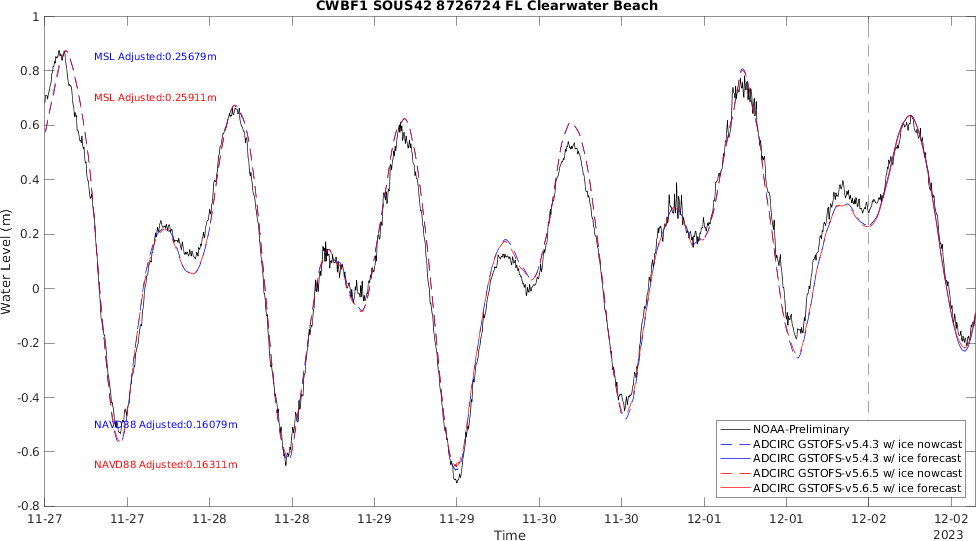 CWBF1 SOUS42 8726724 FL Clearwater Beach
1
0.8
0.6
0.4
0.2
0
-0.2
-0.4
-0.6
-0.8
Water Level (m)
MSL Adjusted:0.25679m
MSL Adjusted:0.25911m
NAVD88 Adjusted:0.16079m
NAVD88 Adjusted:0.16311m
NOAA-Preliminary
ADCIRC GSTOFS-v5.4.3 w/ ice nowcast
ADCIRC GSTOFS-v5.4.3 w/ ice forecast
ADCIRC GSTOFS-v5.6.5 w/ ice nowcast
ADCIRC GSTOFS-v5.6.5 w/ ice forecast
11-27 11-27 11-28 11-28 11-29 11-29 11-30 11-30 12-01 12-01 12-02 12-02
Time
2023